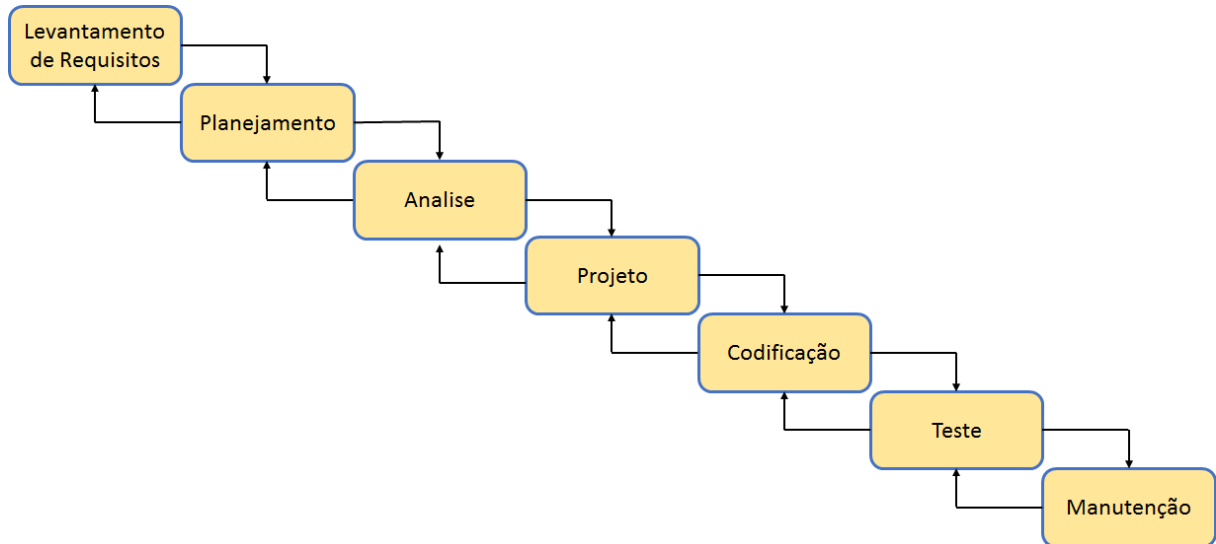 Levantamento
de Requisitos
Planejamento
Analise
Projeto
Codificação
Teste
Manutenção